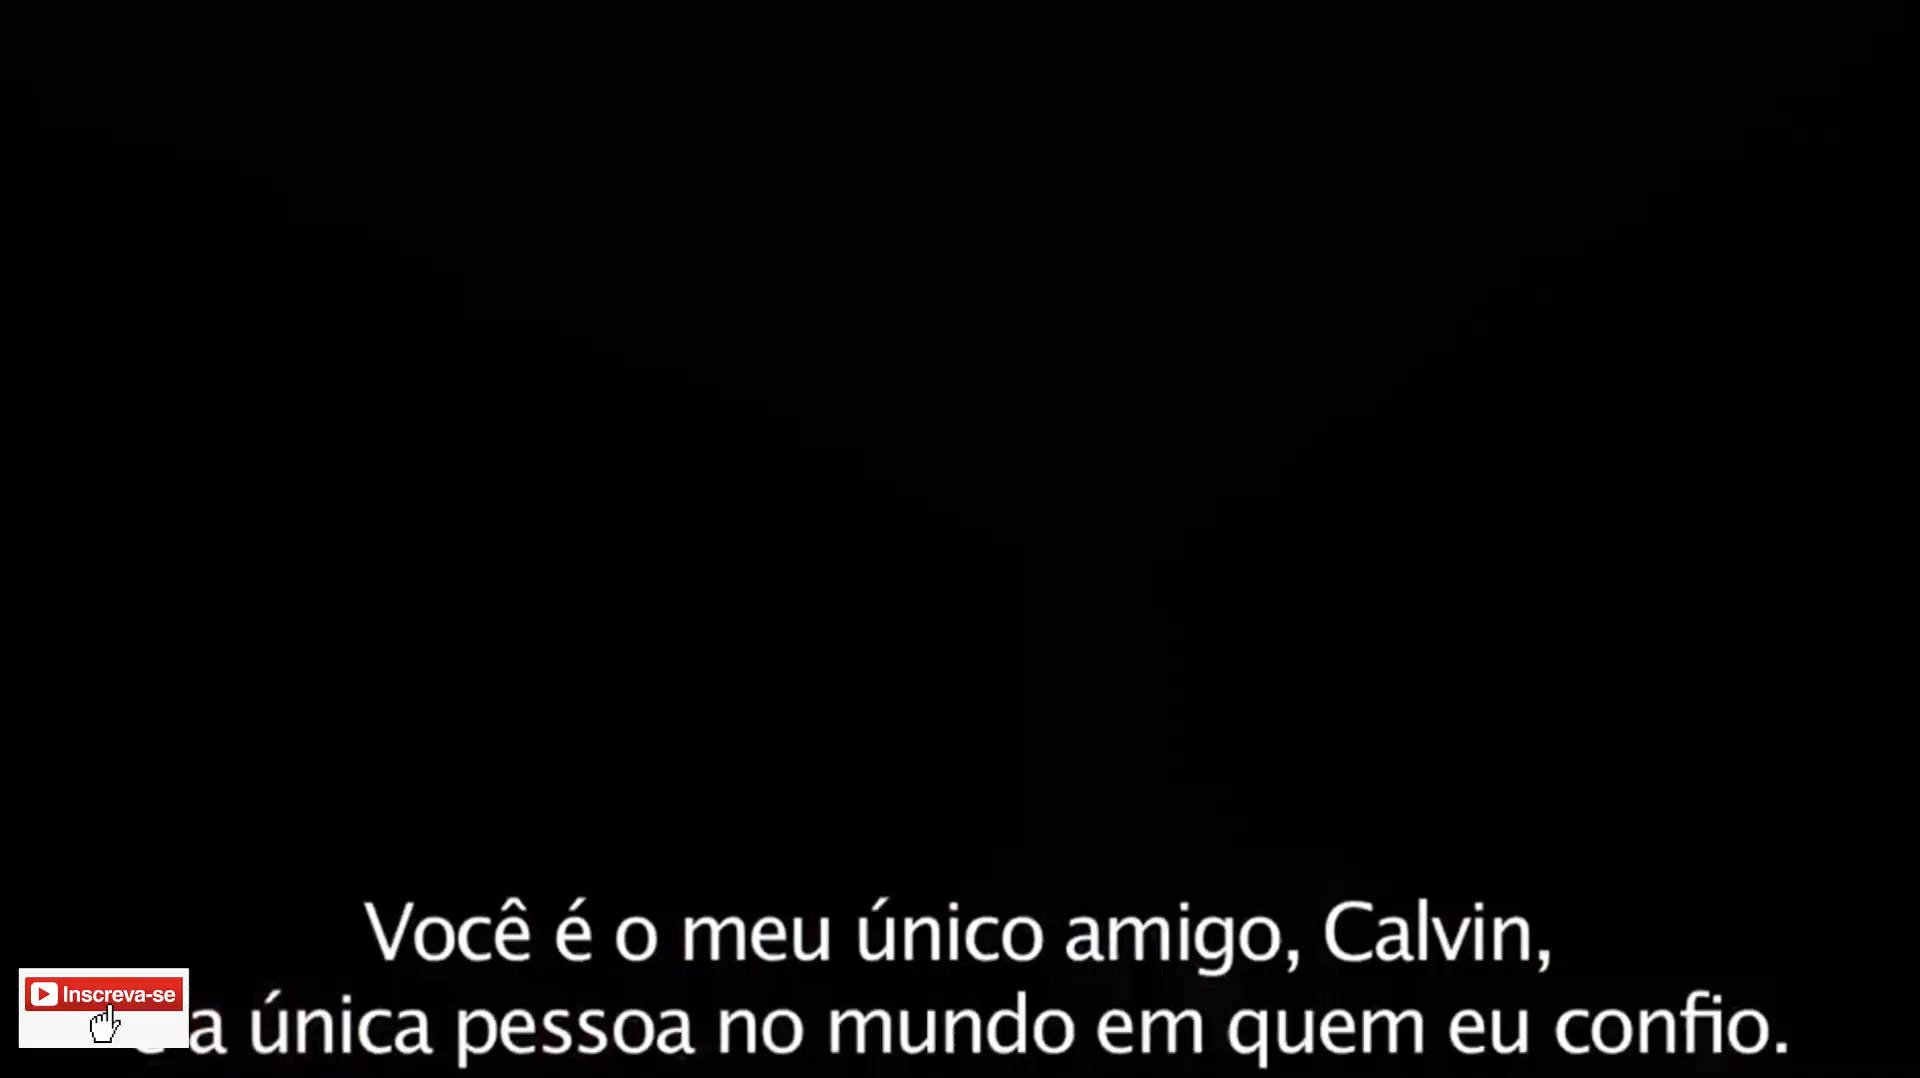 Você é o meu único amigo, Calvin,
Inscreva-se
a única pessoa no mundo em quem eu confio.